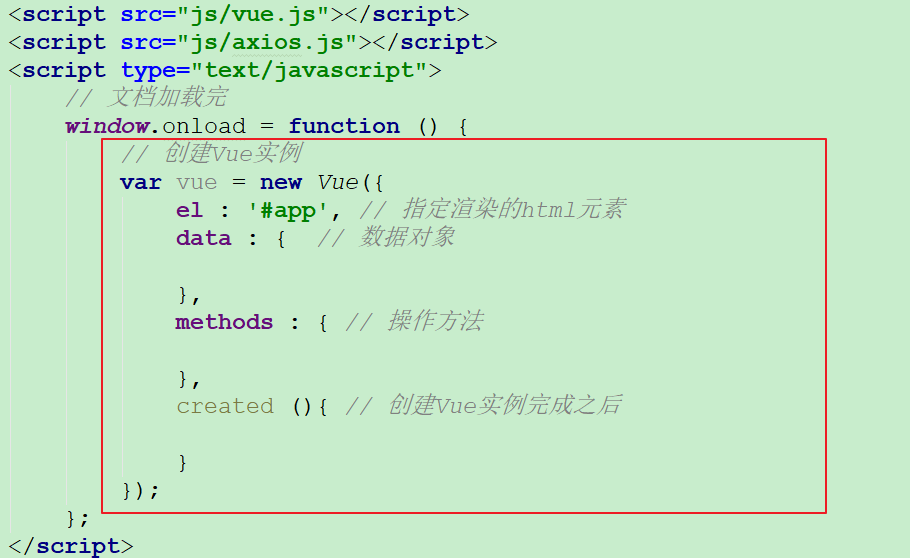 <script src="js/vue.js"></script>
<script src="js/axios.js"></script>
<script type="text/javascript">
// 文档加载完
window.onload = function () {
// 创建Vue实例
var vue = new Vue({
el : '#app', // 指定渲染的html元素
data : { // 数据对象
},
methods : { // 操作方法
},
created (){ // 创建Vue实例完成之后
}
});
};
</script>